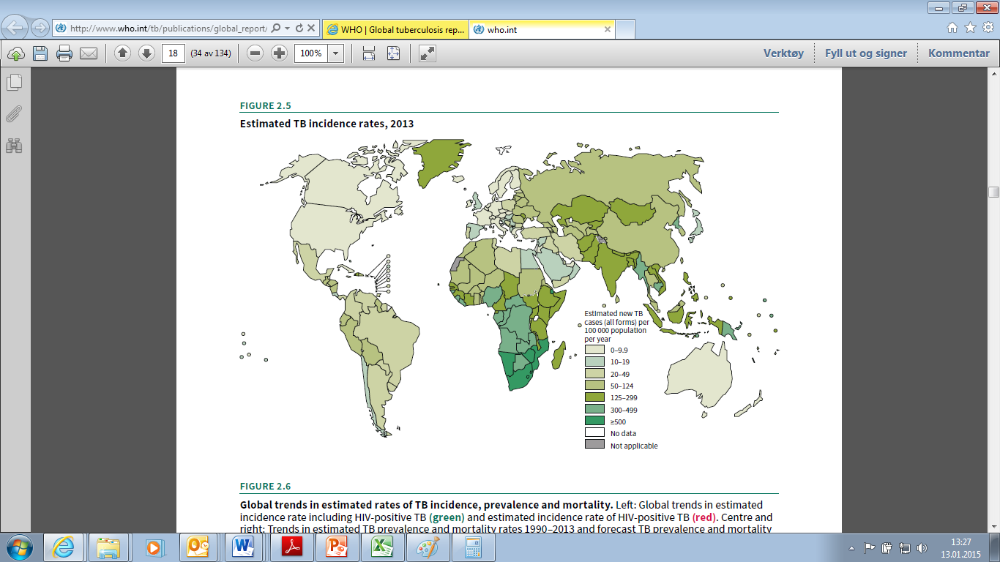 http://www.who.int/tb/publications/global_report/
WHO | Global tuberculosis rep...
who.int
18
(34 av 134)
100%
Verktøy
Fyll ut og signer
Kommentar
FIGURE 2.5
Estimated TB incidence rates, 2013
Estimated new TB
cases (all forms) per
100 000 population
per year
0–9.9
10–19
20–49
50–124
125–299
300–499
≥500
No data
Not applicable
FIGURE 2.6
Global trends in estimated rates of TB incidence, prevalence and mortality. Left: Global trends in estimated
incidence rate including HIV-positive TB (green) and estimated incidence rate of HIV-positive TB (red). Centre and
right: Trends in estimated TB prevalence and mortality rates 1990–2013 and forecast TB prevalence and mortality
13:27
13.01.2015